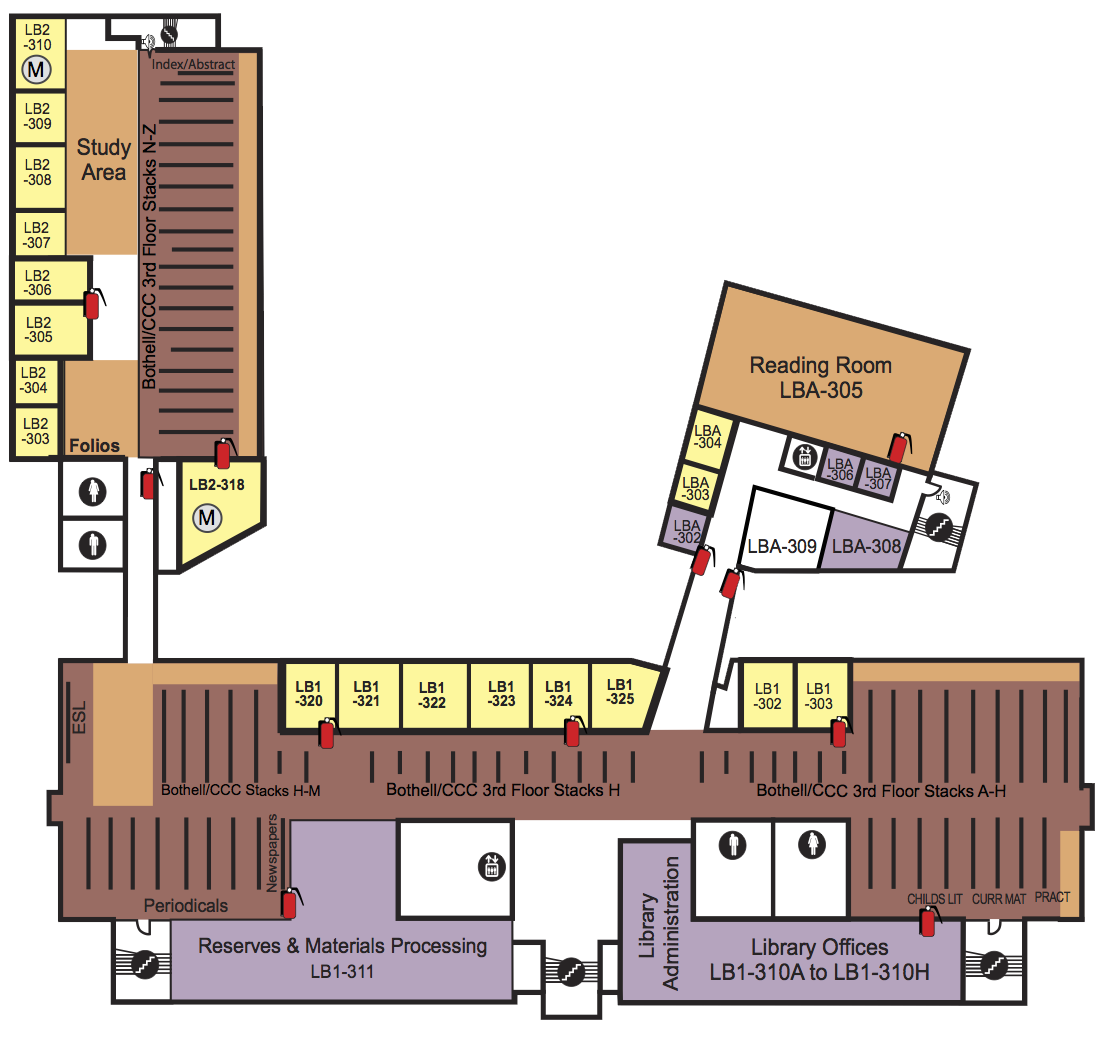 LB2
-310
M
Index/Abstract
LB2
-309
Study
Area
LB2
-308
LB2
-307
LB2
-306
LB2
-305
LB2
-304
LB2
-303
Folios
Bothell/CCC 3rd Floor Stacks N-Z
LB2-318
M
Reading Room
LBA-305
LBA
-304
LBA
-303
LBA
-302
LBA
-306
LBA
-307
LBA-309
LBA-308
ESL
LB1
-320
LB1
-321
LB1
-322
LB1
-323
LB1
-324
LB1
-325
LB1
-302
LB1
-303
Bothell/CCC Stacks H-M
Bothell/CCC 3rd Floor Stacks H
Bothell/CCC 3rd Floor Stacks A-H
Newspapers
Periodicals
CHILDS LIT
CURR MAT
PRACT
Reserves & Materials Processing
LB1-311
Library
Administration
Library Offices
LB1-310A to LB1-310H